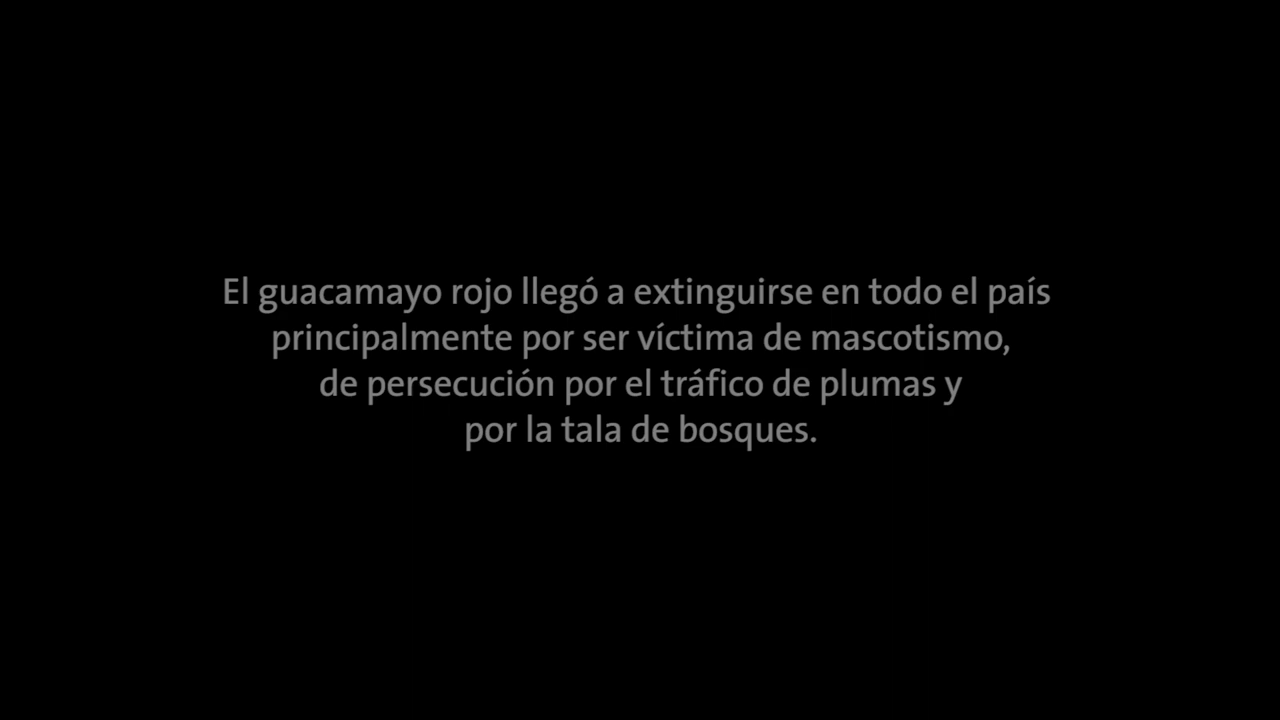 El guacamayo rojo llegó a extinguirse en todo el país
principalmente por ser víctima de mascotismo,
de persecución por el tráfico de plumas y
por la tala de bosques.